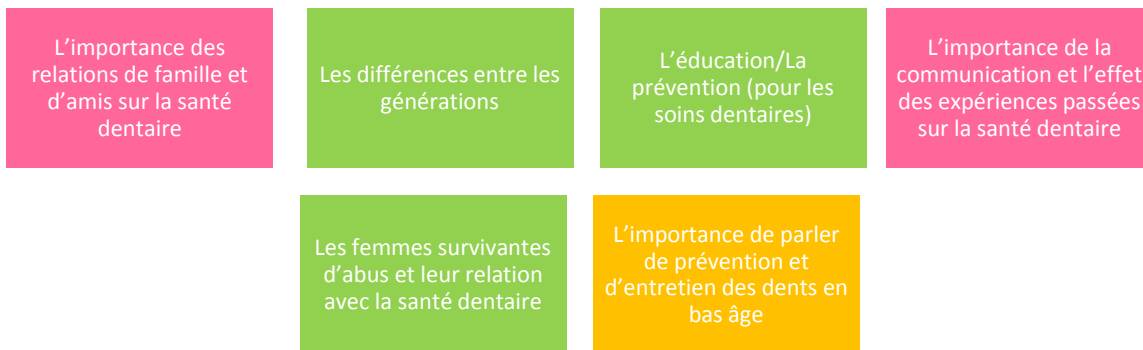 L’importance des
relations de famille et
d’amis sur la santé
dentaire
Les différences entre les
générations
L’éducation/La
prévention (pour les
soins dentaires)
L’importance de la
communication et l’effet
des expériences passées
sur la santé dentaire
Les femmes survivantes
d’abus et leur relation
avec la santé dentaire
L’importance de parler
de prévention et
d’entretien des dents en
bas âge